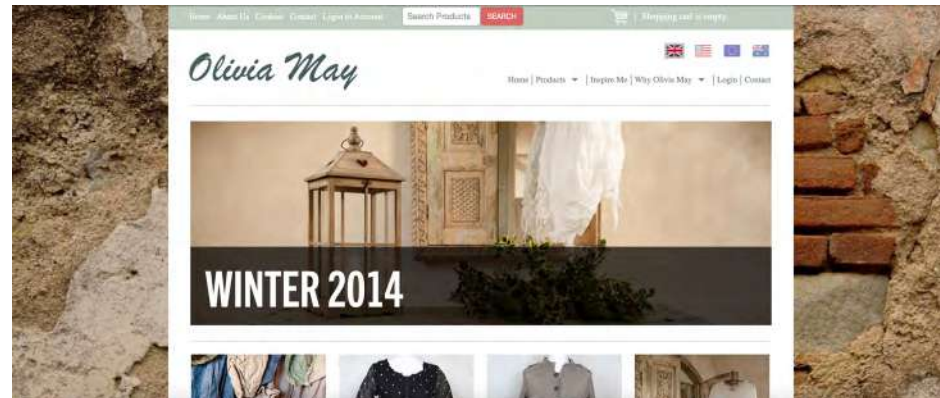 Home About Us Cookies Contact Login to Account Search Products SEARCH | Shopping cart is empty
Olivia May
Home | Products | Inspire Me | Why Olivia May | Login | Contact
WINTER 2014